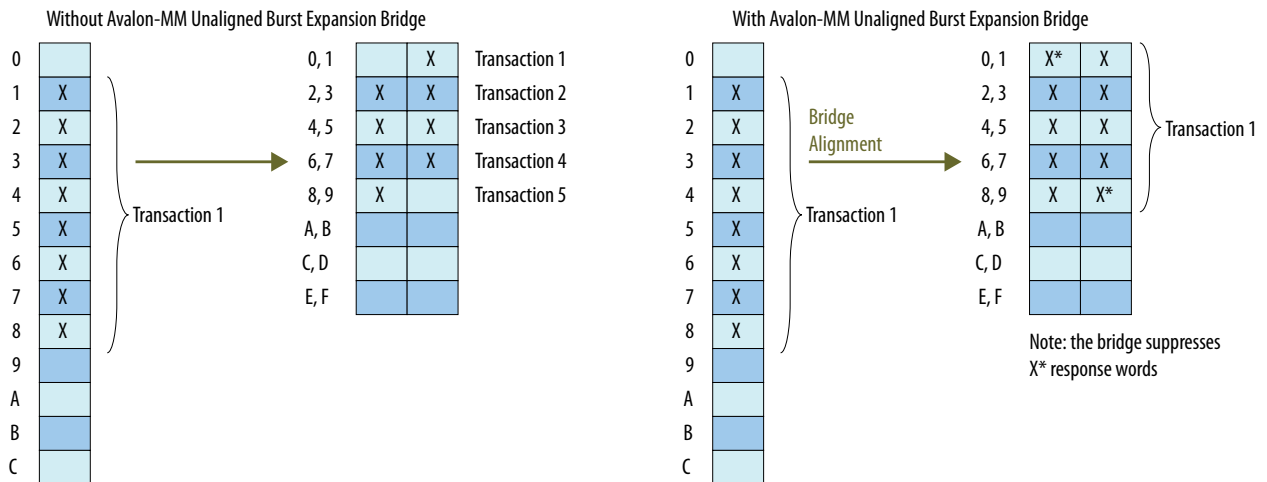 Without Avalon-MM Unaligned Burst Expansion Bridge
0
1 X
2 X
3 X
4 X
5 X
6 X
7 X
8 X
9
A
B
C
Transaction 1
0, 1 X Transaction 1
2, 3 X X Transaction 2
4, 5 X X Transaction 3
6, 7 X X Transaction 4
8, 9 X Transaction 5
A, B
C, D
E, F
With Avalon-MM Unaligned Burst Expansion Bridge
0
1 X
2 X
3 X
4 X
5 X
6 X
7 X
8 X
9
A
B
C
Transaction 1
Bridge
Alignment
0, 1 X* X
2, 3 X X
4, 5 X X
6, 7 X X
8, 9 X X*
A, B
C, D
E, F
Transaction 1
Note: the bridge suppresses
X* response words